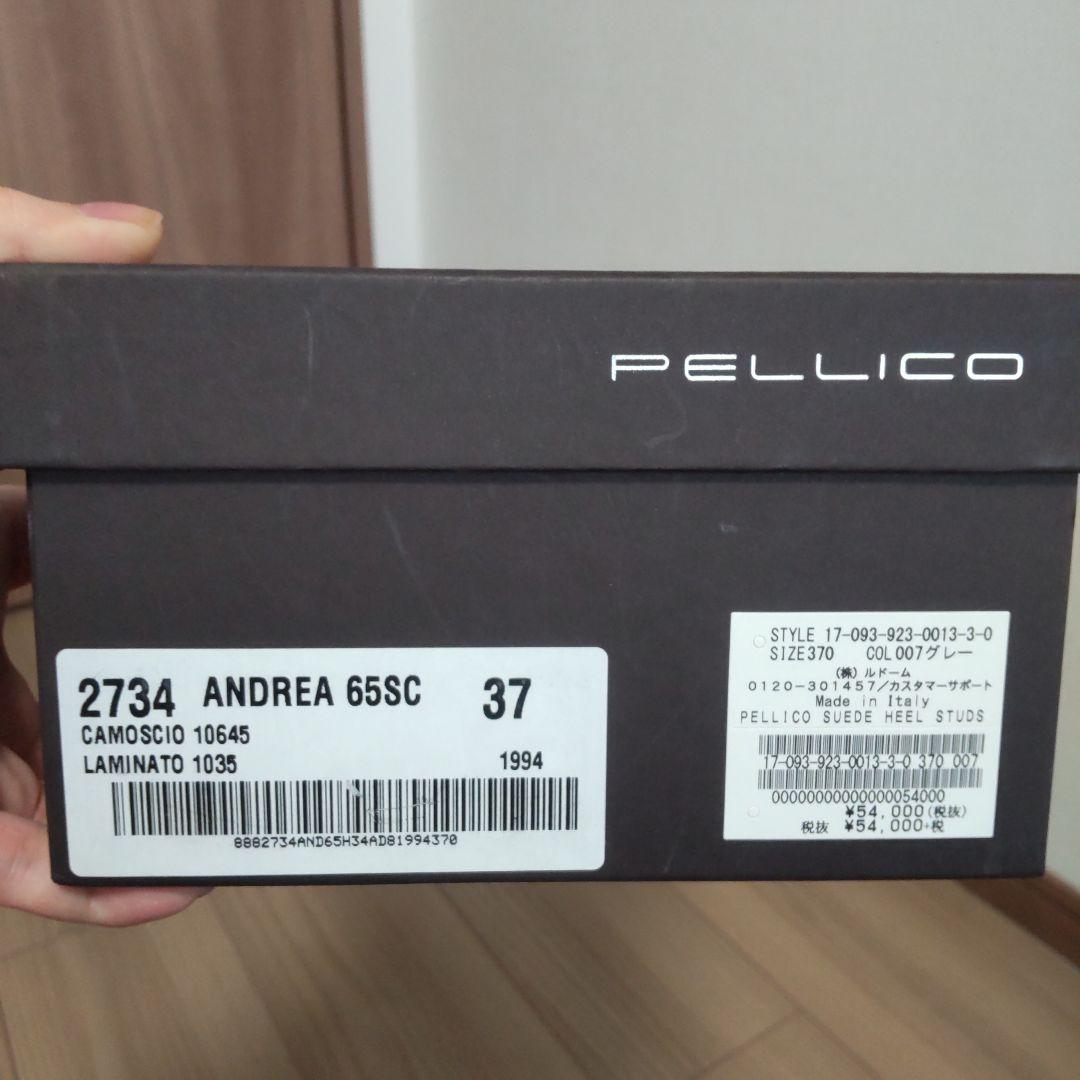 PELLICO
2734 ANDREA 65SC 37
CAMOSCIO 10645
LAMINATO 1035 1994
8882734AND65H34AD81994370
STYLE 17-093-923-0013-3-0
SIZE370 COL007グレー
(株)ルドーム
0120-301457/カスタマーサポート
Made in Italy
PELLICO SUEDE HEEL STUDS
17-093-923-0013-3-0 370 007
00000000000000054000
¥54,000(税抜)
税抜 ¥54,000+税